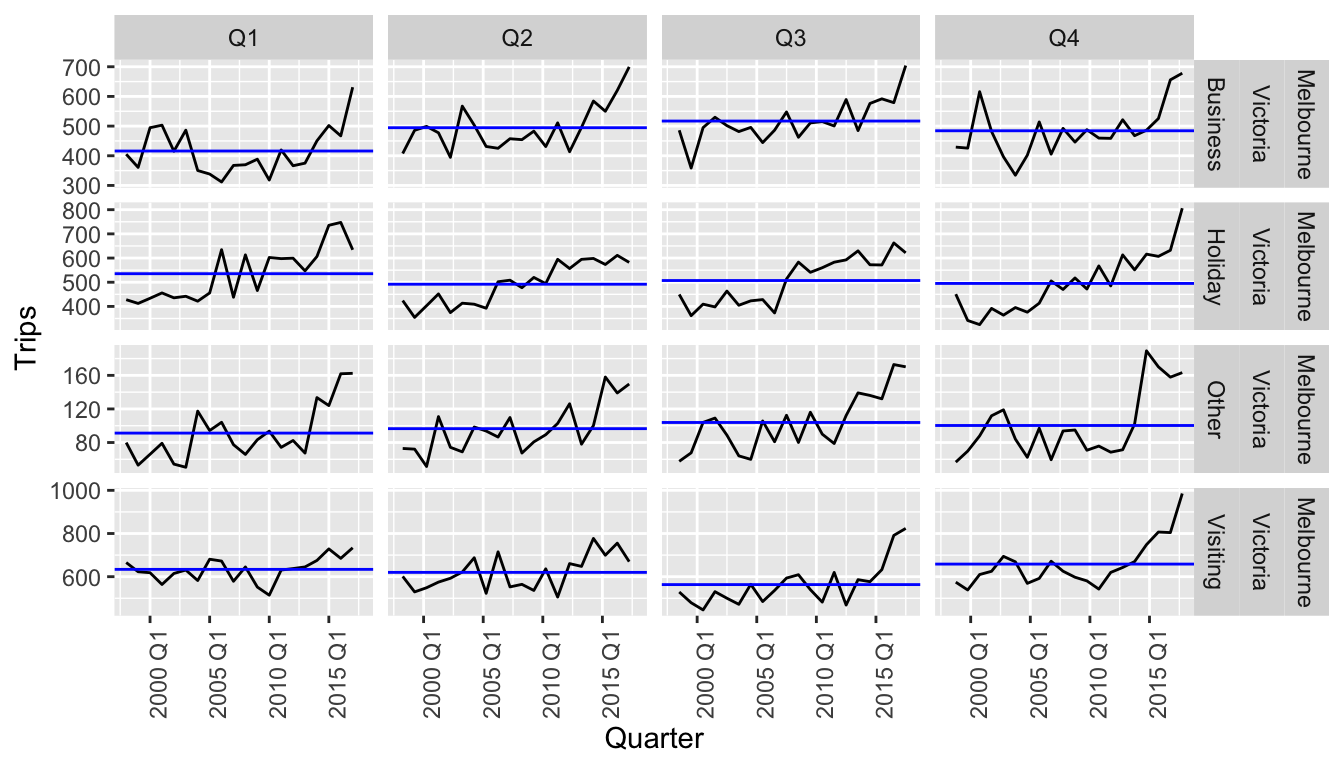 Q1 Q2 Q3 Q4
700
600
500
400
300
Business Victoria Melbourne
800
700
600
500
400
Holiday Victoria Melbourne
160
120
80
Other Victoria Melbourne
1000
800
600
Visiting Victoria Melbourne
Trips
2000 Q1 2005 Q1 2010 Q1 2015 Q1 2000 Q1 2005 Q1 2010 Q1 2015 Q1 2000 Q1 2005 Q1 2010 Q1 2015 Q1 2000 Q1 2005 Q1 2010 Q1 2015 Q1
Quarter